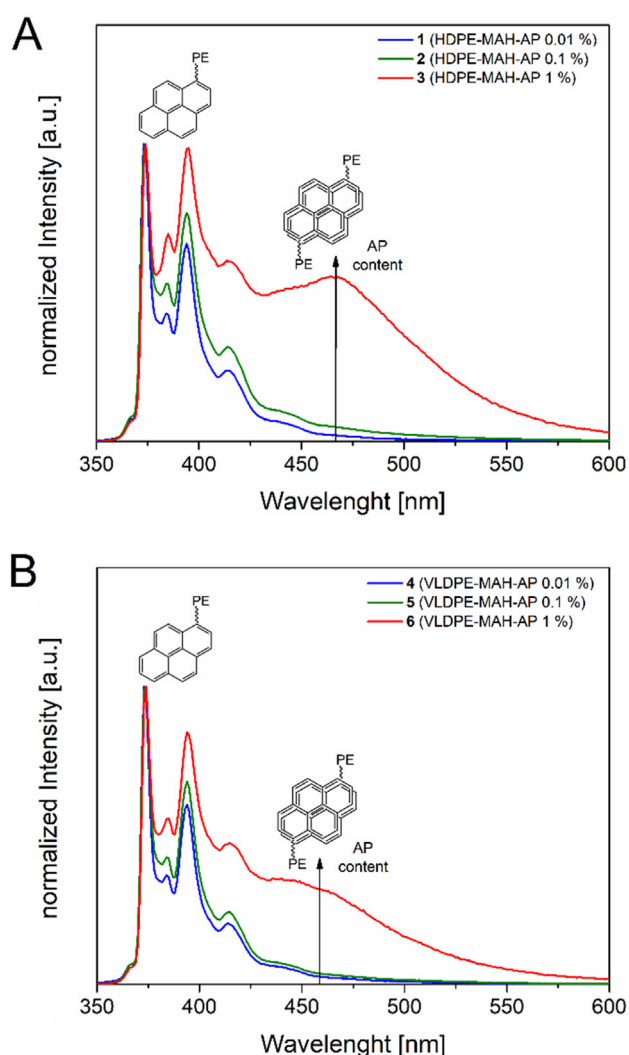 A
1 (HDPE-MAH-AP 0.01 %)
2 (HDPE-MAH-AP 0.1 %)
3 (HDPE-MAH-AP 1 %)
PE
PE
AP
content
PE
normalized Intensity [a.u.]
350 400 450 500 550 600
Wavelenght [nm]
B
4 (VLDPE-MAH-AP 0.01 %)
5 (VLDPE-MAH-AP 0.1 %)
6 (VLDPE-MAH-AP 1 %)
PE
PE
AP
content
PE
normalized Intensity [a.u.]
350 400 450 500 550 600
Wavelenght [nm]